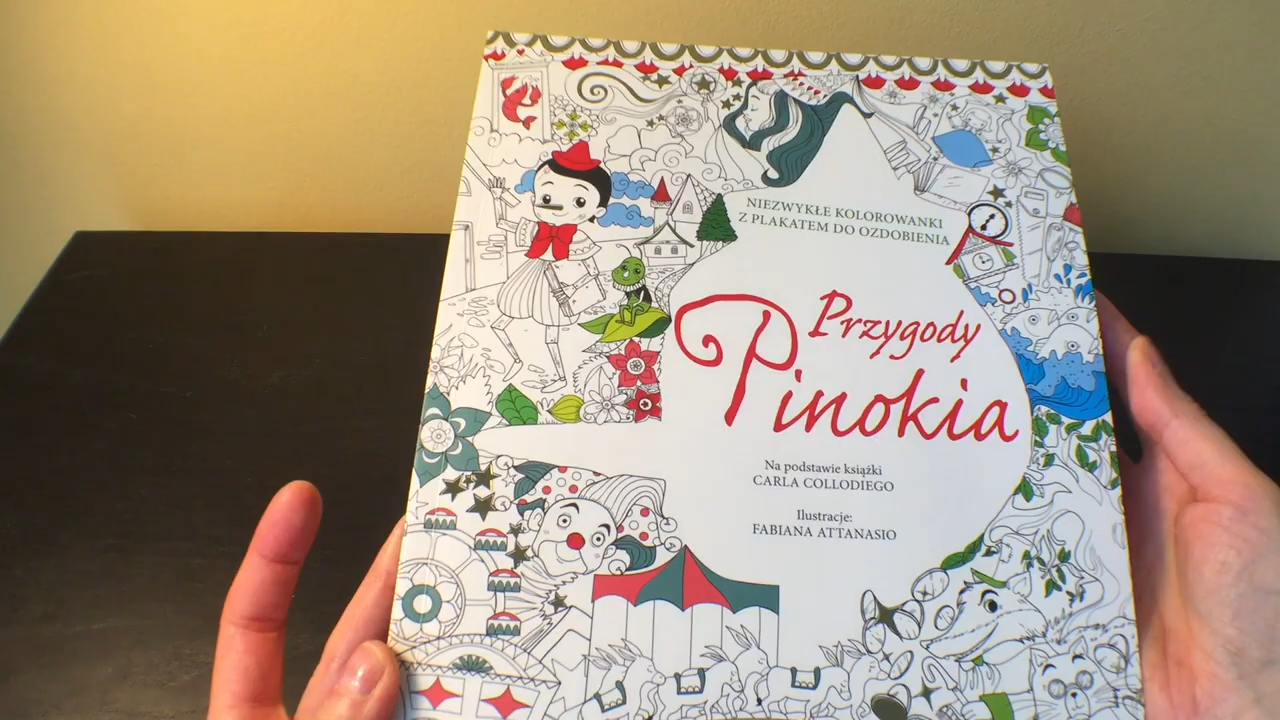 NIEZWYKŁE KOLOROWANKI
Z PLAKATEM DO OZDOBIENIA
Przygody
Pinokia
Na podstawie książki
CARLA COLLODIEGO
Ilustracje:
FABIANA ATTANASIO